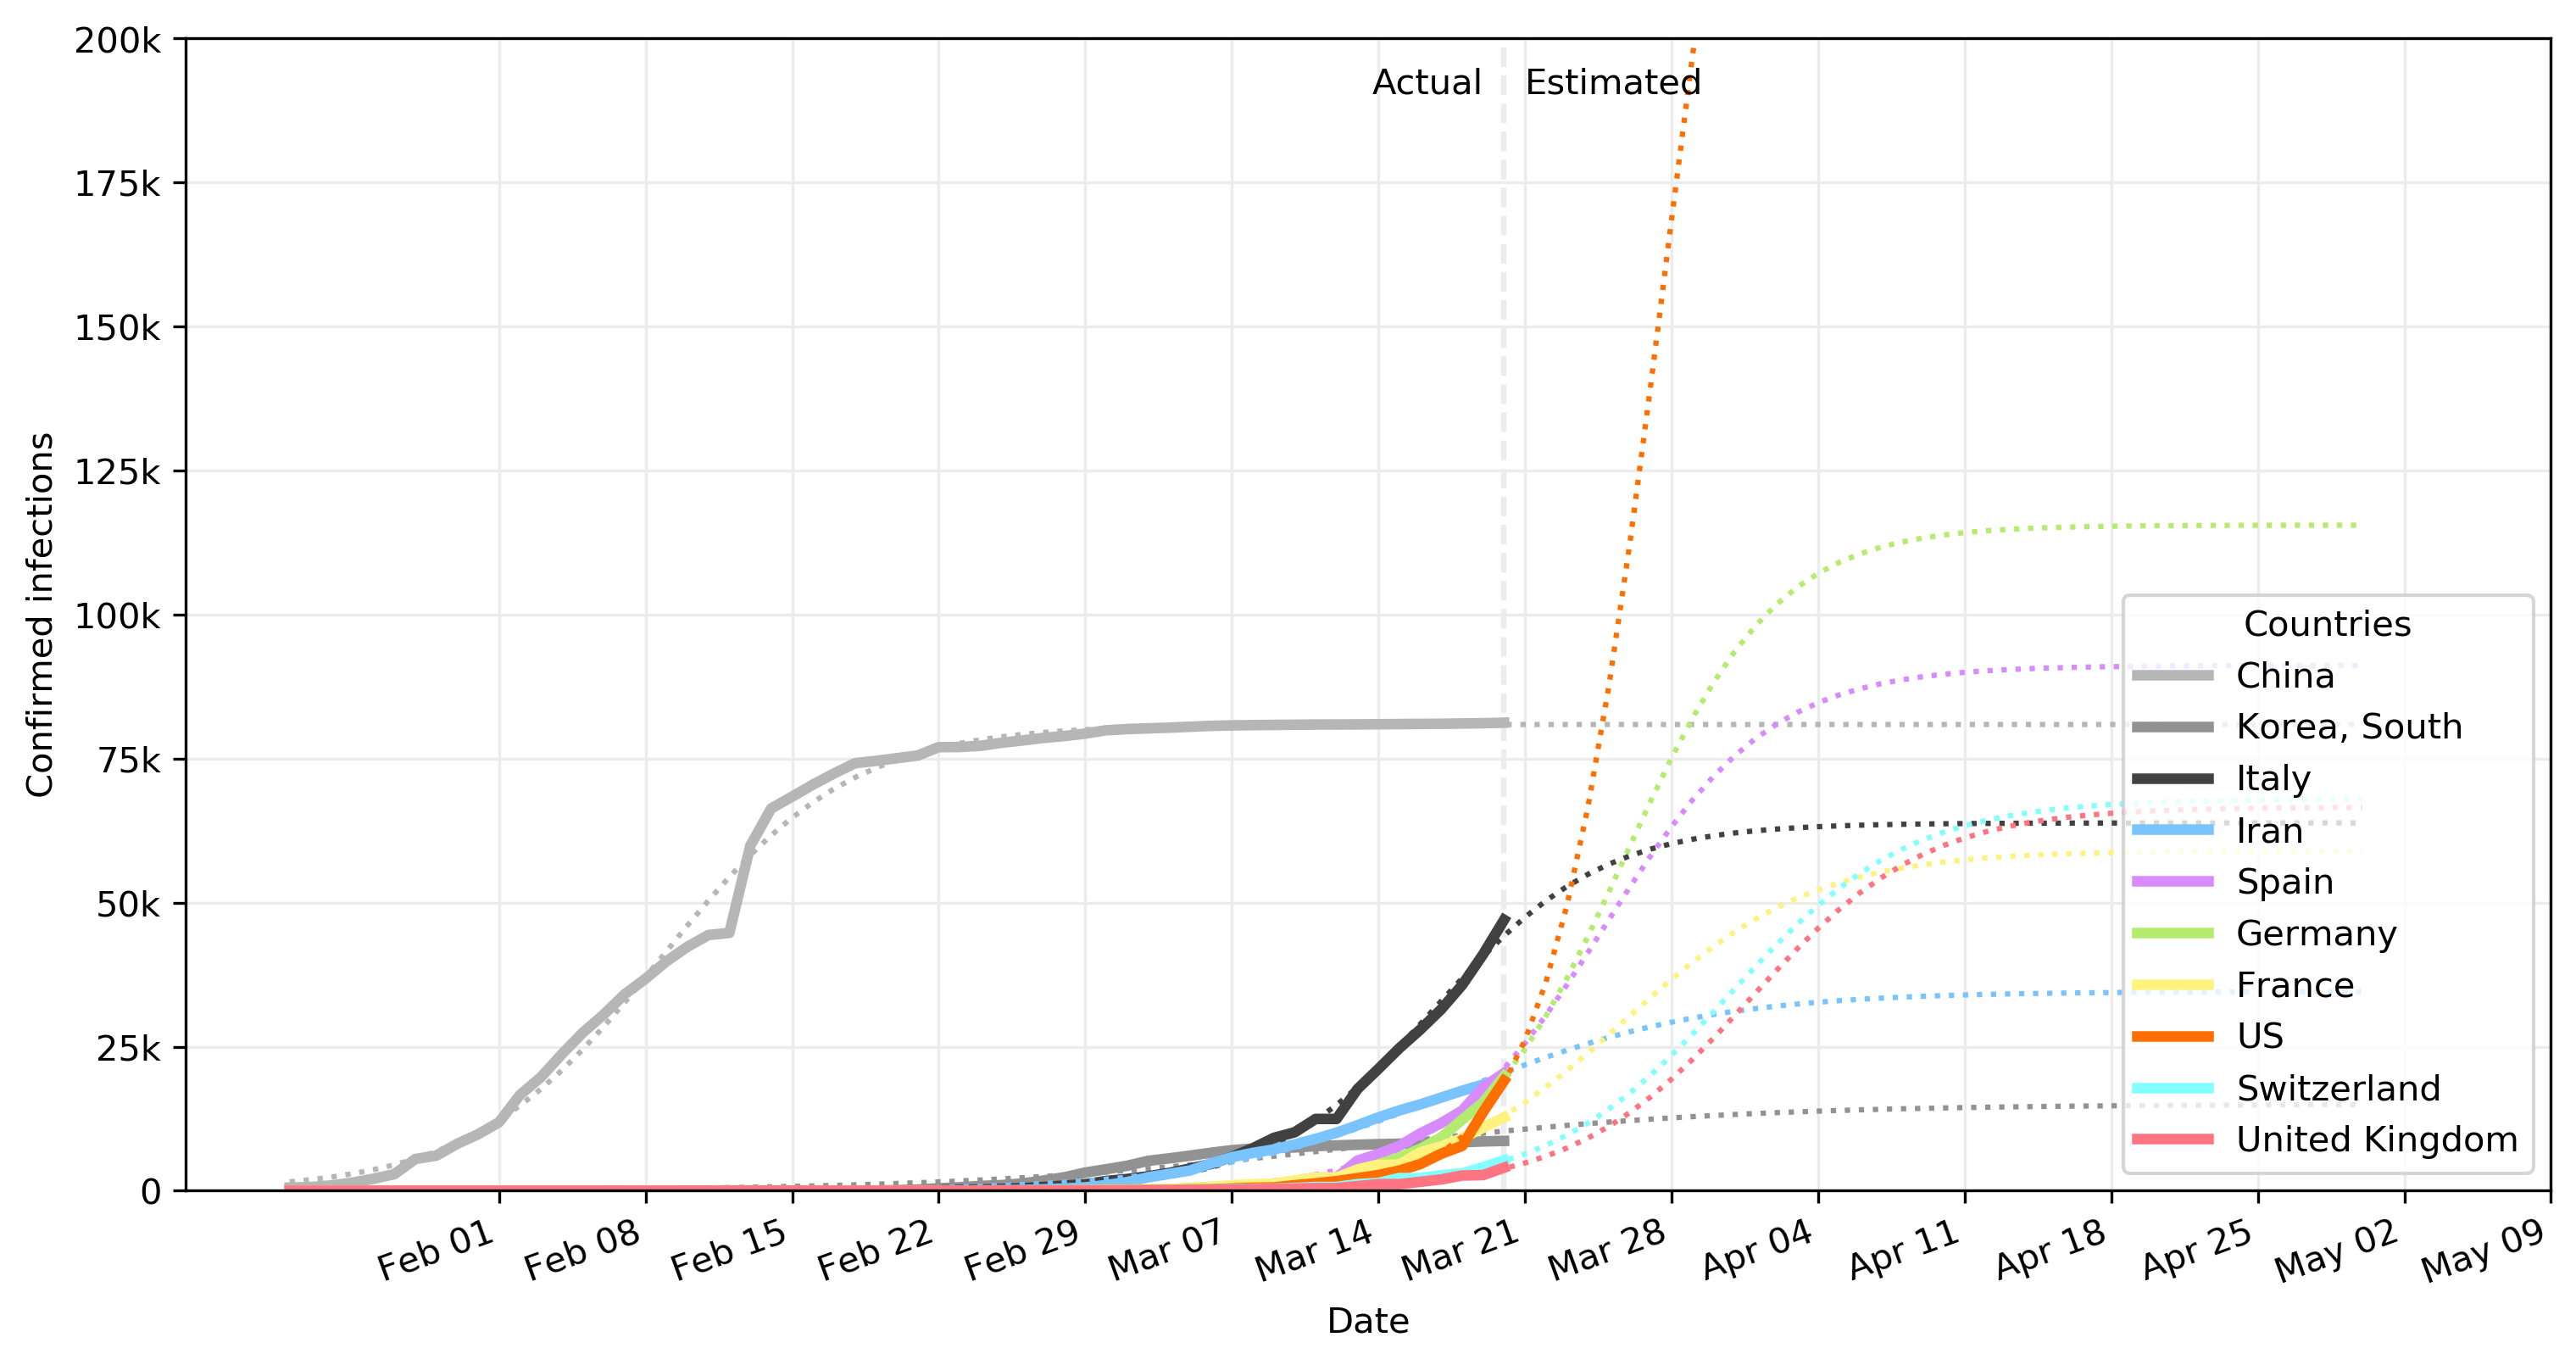 200k
175k
150k
125k
100k
75k
50k
25k
0
Confirmed infections
Actual
Estimated
Countries
China
Korea, South
Italy
Iran
Spain
Germany
France
US
Switzerland
United Kingdom
Feb 01
Feb 08
Feb 15
Feb 22
Feb 29
Mar 07
Mar 14
Mar 21
Mar 28
Apr 04
Apr 11
Apr 18
Apr 25
May 02
May 09
Date